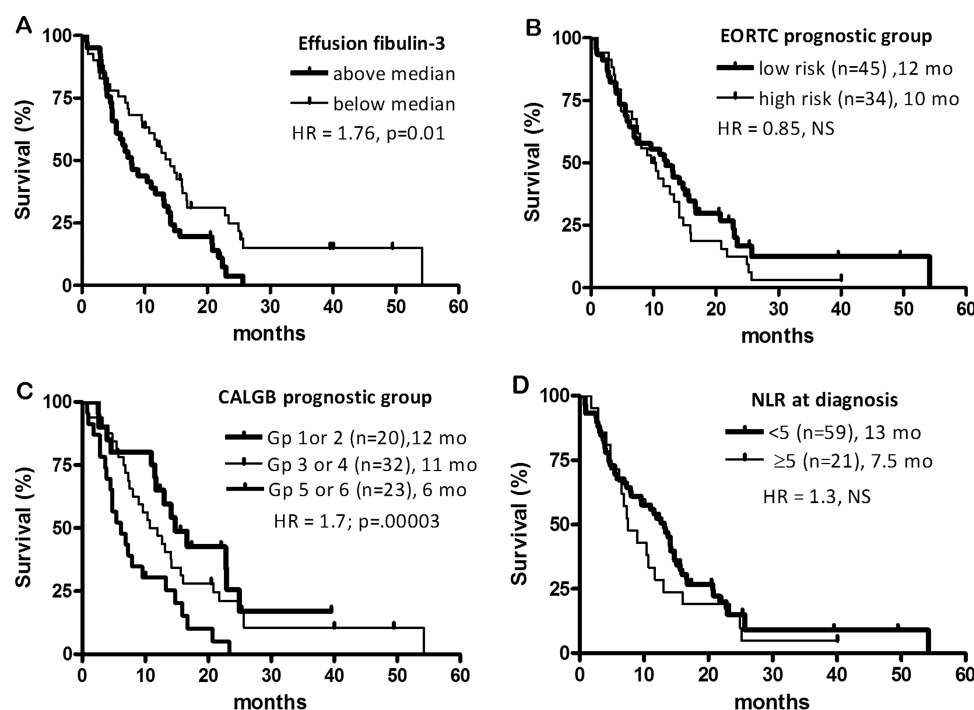 A
Effusion fibulin-3
above median
below median
HR = 1.76, p=0.01
Survival (%)
100
75
50
25
0
0 10 20 30 40 50 60
months
B
EORTC prognostic group
low risk (n=45) ,12 mo
high risk (n=34), 10 mo
HR = 0.85, NS
Survival (%)
100
75
50
25
0
0 10 20 30 40 50 60
months
C
CALGB prognostic group
Gp 1or 2 (n=20),12 mo
Gp 3 or 4 (n=32), 11 mo
Gp 5 or 6 (n=23), 6 mo
HR = 1.7; p=.00003
Survival (%)
100
75
50
25
0
0 10 20 30 40 50 60
months
D
NLR at diagnosis
<5 (n=59), 13 mo
≥5 (n=21), 7.5 mo
HR = 1.3, NS
Survival (%)
100
75
50
25
0
0 10 20 30 40 50 60
months